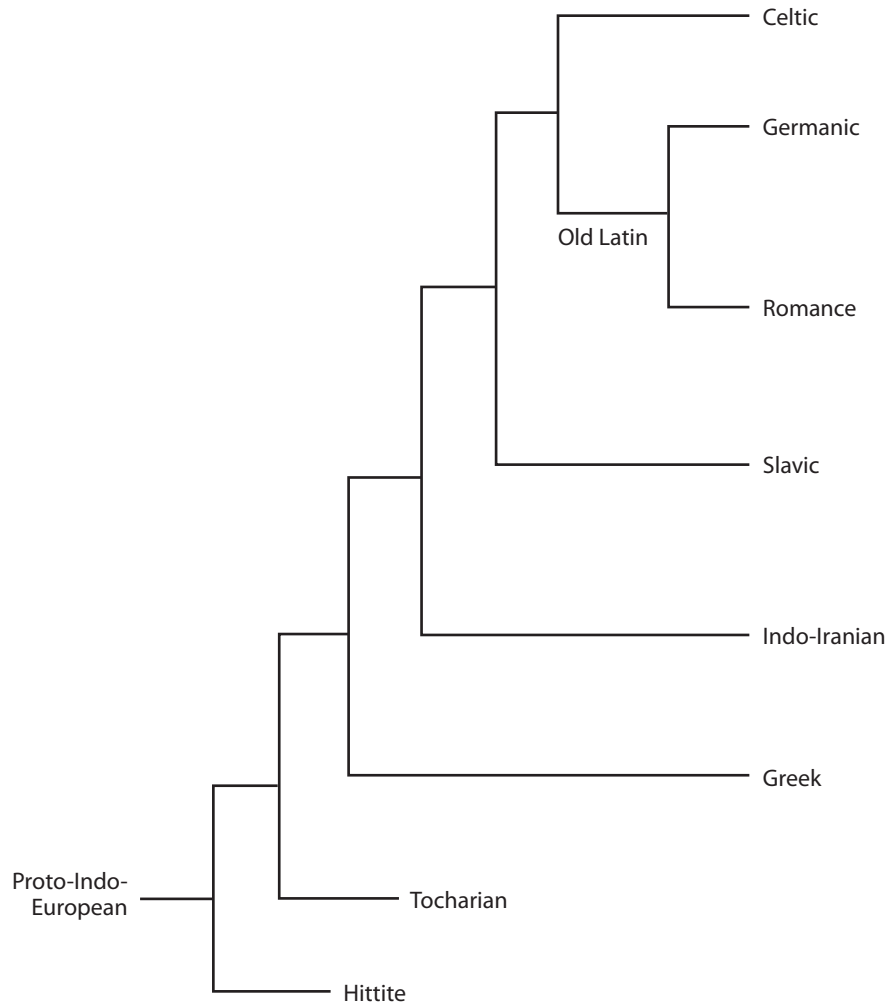 Celtic
Germanic
Old Latin
Romance
Slavic
Indo-Iranian
Greek
Proto-Indo-
European
Tocharian
Hittite